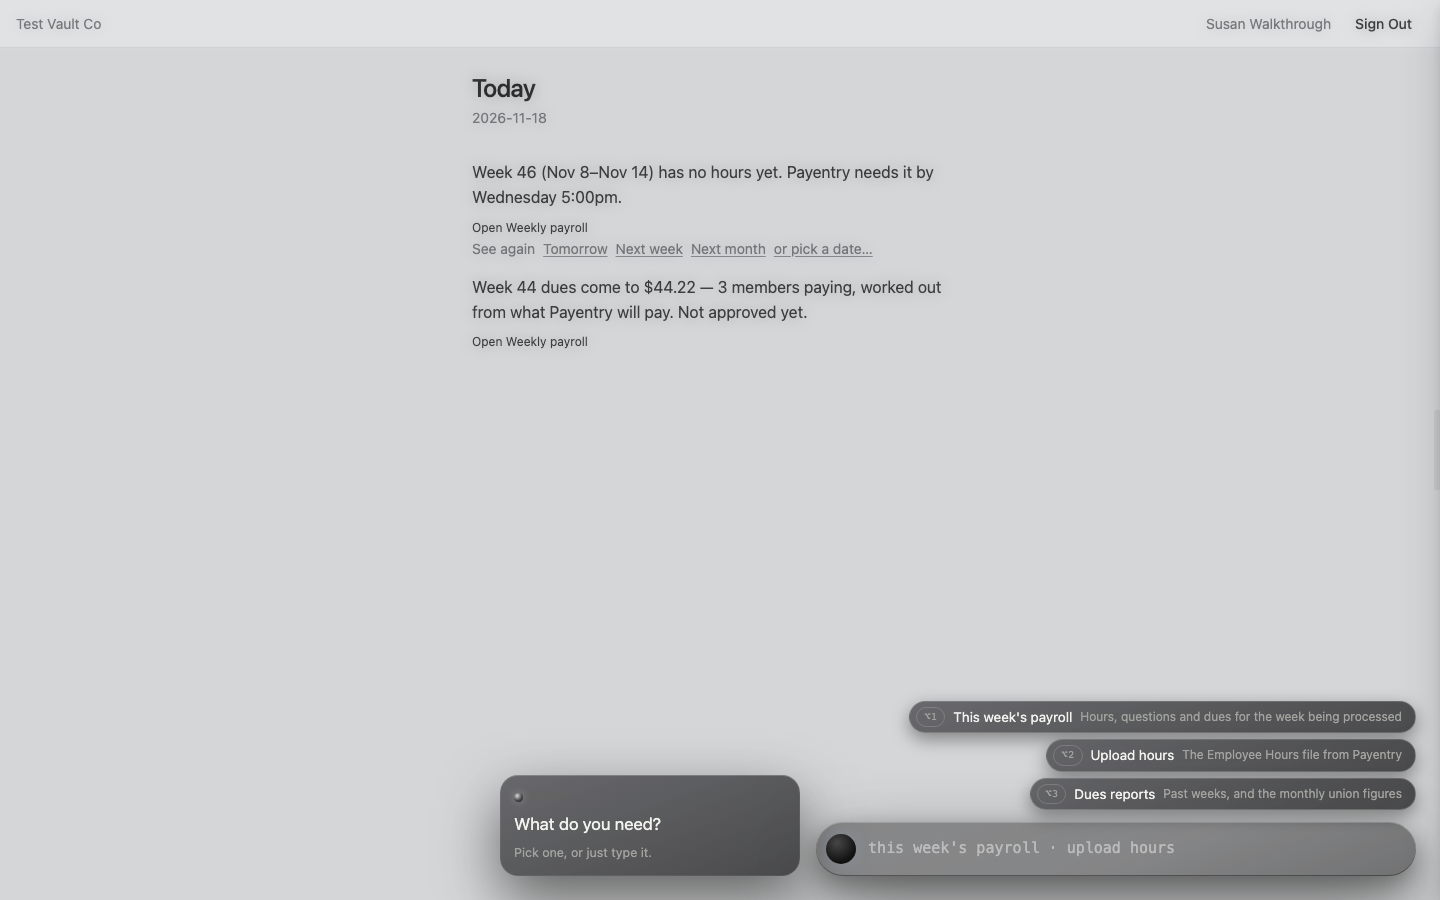 Test Vault Co
Susan Walkthrough
Sign Out
Today
2026-11-18
Week 46 (Nov 8–Nov 14) has no hours yet. Payentry needs it by
Wednesday 5:00pm.
Open Weekly payroll
See again Tomorrow Next week Next month or pick a date...
Week 44 dues come to $44.22 — 3 members paying, worked out
from what Payentry will pay. Not approved yet.
Open Weekly payroll
⌥1 This week's payroll Hours, questions and dues for the week being processed
⌥2 Upload hours The Employee Hours file from Payentry
⌥3 Dues reports Past weeks, and the monthly union figures
What do you need?
Pick one, or just type it.
this week's payroll · upload hours